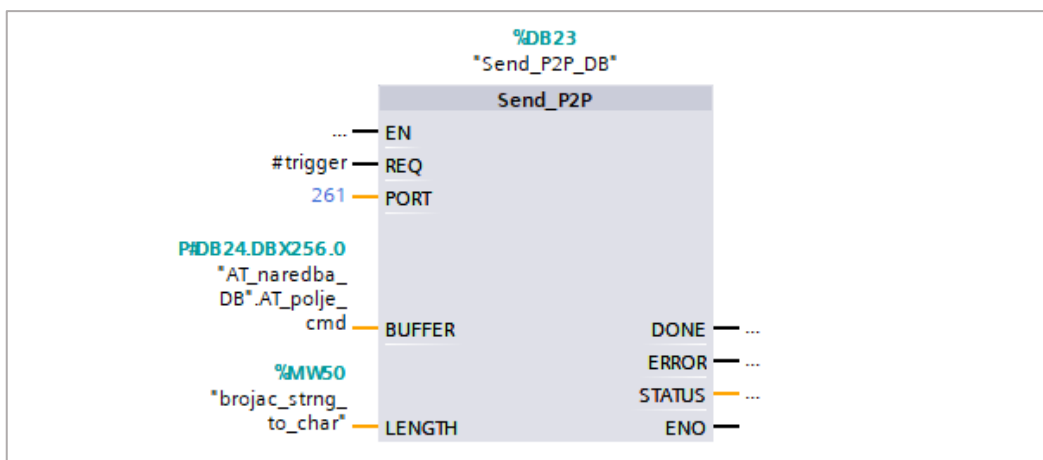 %DB23
"Send_P2P_DB"
Send_P2P
... EN
#trigger REQ
261 PORT
P#DB24.DBX256.0
"AT_naredba_
DB".AT_polje_
cmd BUFFER DONE ...
ERROR ...
%MW50
STATUS ...
"brojac_strng_
to_char" LENGTH ENO